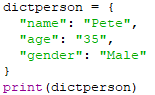 dictperson = {
    "name": "Pete",
    "age": "35",
    "gender": "Male"
}
print(dictperson)